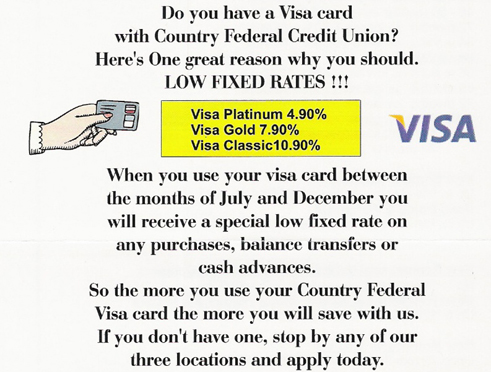 Do you have a Visa card
with Country Federal Credit Union?
Here's One great reason why you should.
LOW FIXED RATES !!!
Visa Platinum 4.90%
Visa Gold 7.90%
Visa Classic10.90%
VISA
When you use your visa card between
the months of July and December you
will receive a special low fixed rate on
any purchases, balance transfers or
cash advances.
So the more you use your Country Federal
Visa card the more you will save with us.
If you don't have one, stop by any of our
three locations and apply today.